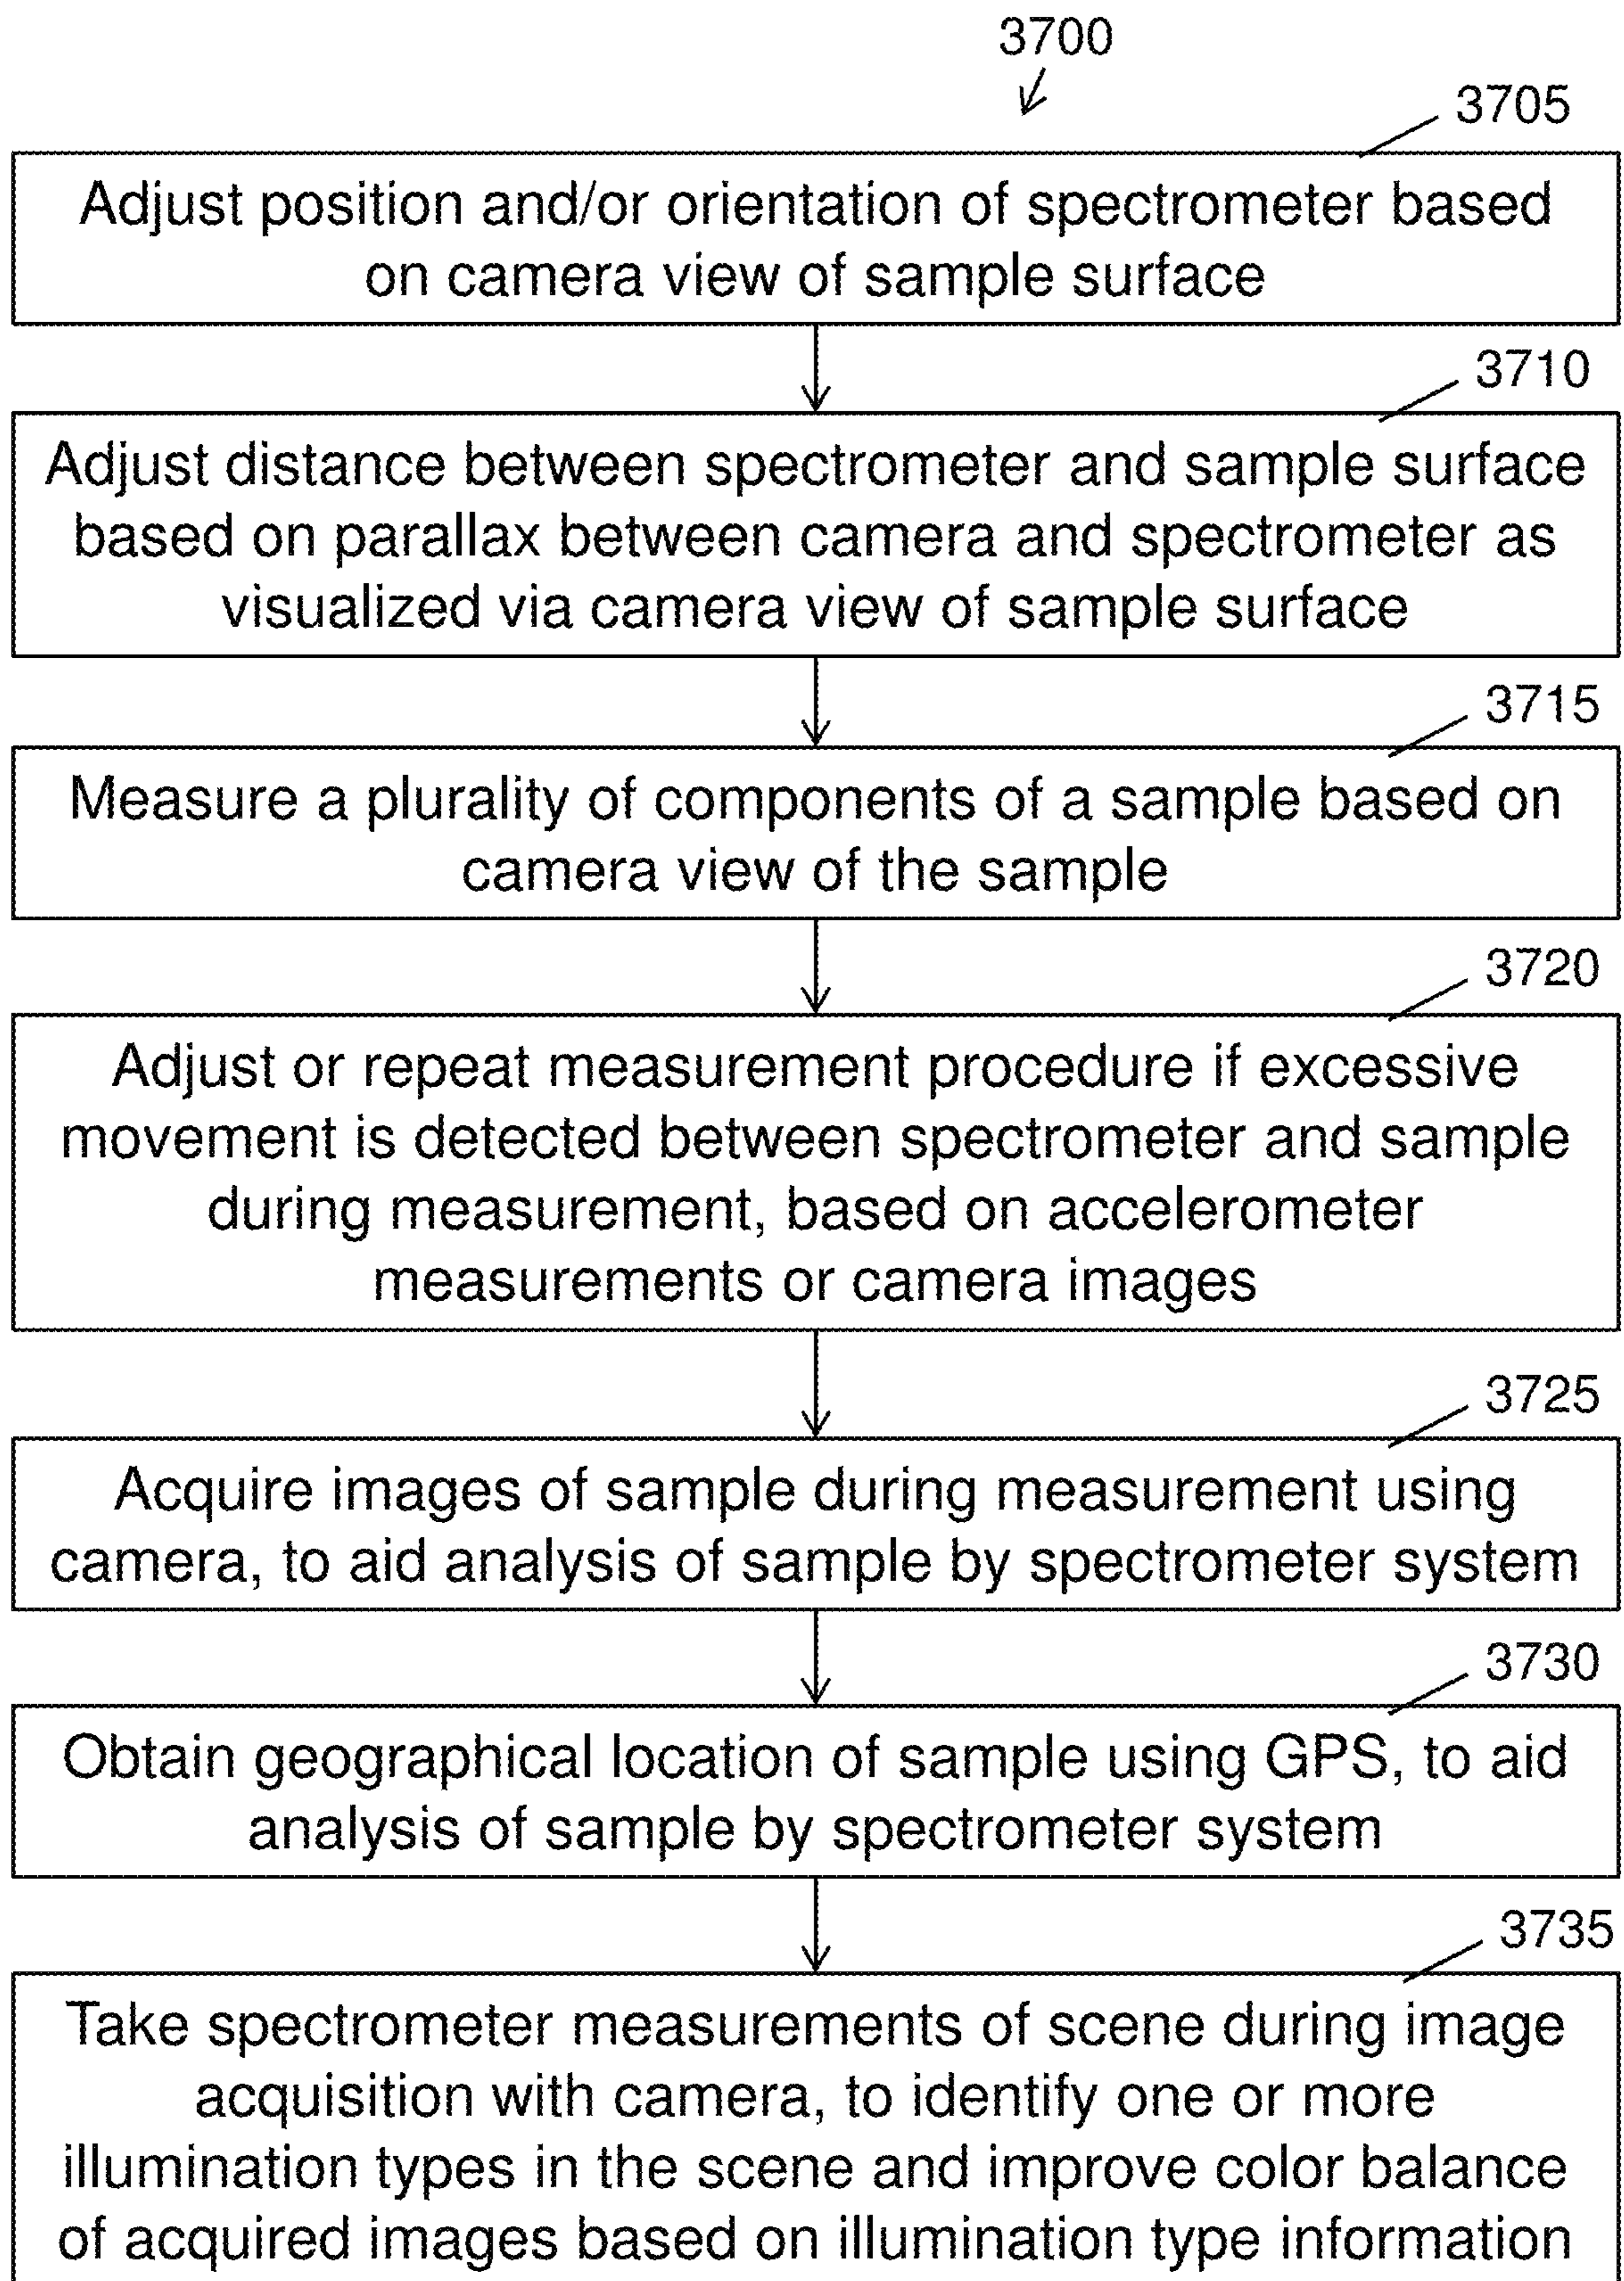 3700
3705
Adjust position and/or orientation of spectrometer based
on camera view of sample surface
3710
Adjust distance between spectrometer and sample surface
based on parallax between camera and spectrometer as
visualized via camera view of sample surface
3715
Measure a plurality of components of a sample based on
camera view of the sample
3720
Adjust or repeat measurement procedure if excessive
movement is detected between spectrometer and sample
during measurement, based on accelerometer
measurements or camera images
3725
Acquire images of sample during measurement using
camera, to aid analysis of sample by spectrometer system
3730
Obtain geographical location of sample using GPS, to aid
analysis of sample by spectrometer system
3735
Take spectrometer measurements of scene during image
acquisition with camera, to identify one or more
illumination types in the scene and improve color balance
of acquired images based on illumination type information